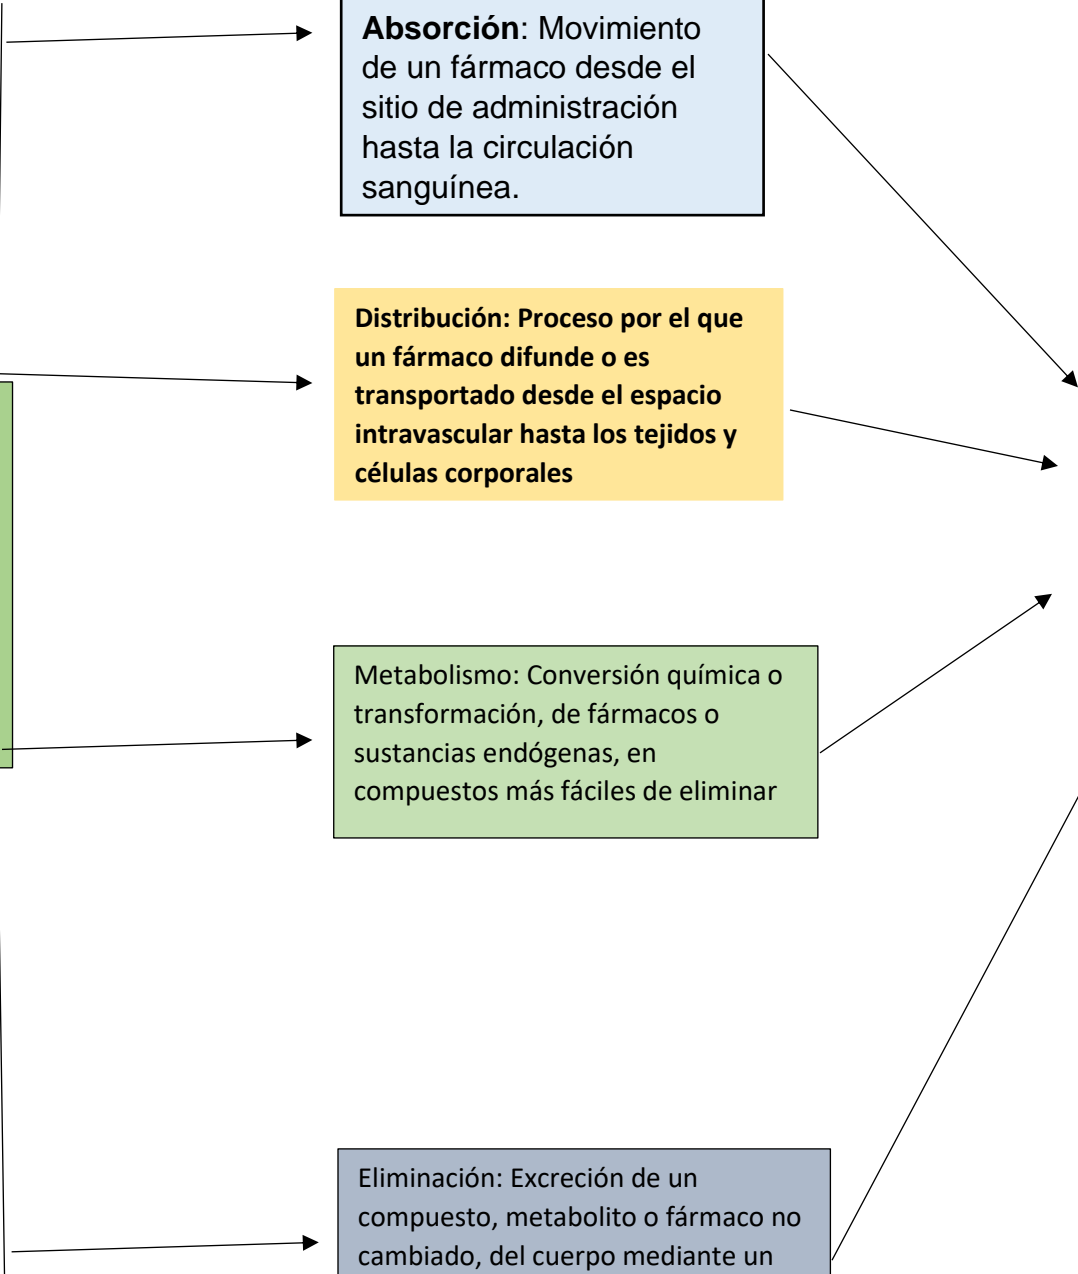 Absorción: Movimiento
de un fármaco desde el
sitio de administración
hasta la circulación
sanguínea.
Distribución: Proceso por el que
un fármaco difunde o es
transportado desde el espacio
intravascular hasta los tejidos y
células corporales
Metabolismo: Conversión química o
transformación, de fármacos o
sustancias endógenas, en
compuestos más fáciles de eliminar
Eliminación: Excreción de un
compuesto, metabolito o fármaco no
cambiado, del cuerpo mediante un